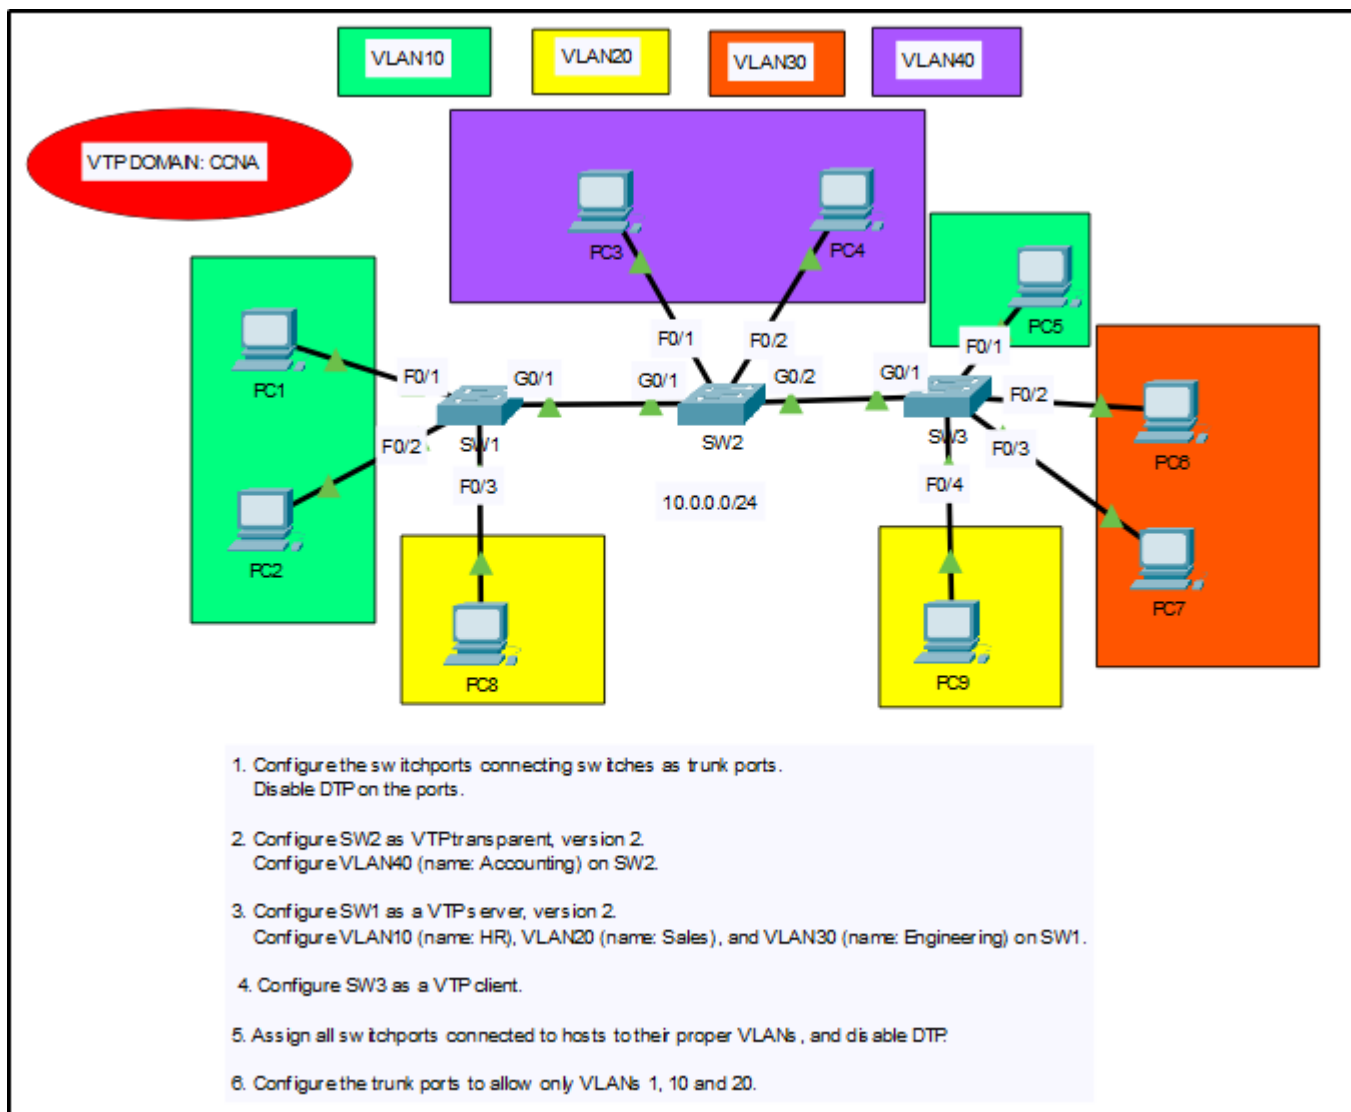 VLAN10
VLAN20
VLAN30
VLAN40
VTP DOMAIN: CCNA
PC3
PC4
PC5
F0/1
F0/2
F0/1
PC1
F0/1
G0/1
G0/1
G0/2
G0/1
F0/2
SW1
SW2
SW3
F0/2
F0/3
PC6
F0/3
F0/4
10.0.0.0/24
PC2
PC7
PC8
PC9
1. Configure the switchports connecting switches as trunk ports.
Disable DTP on the ports.
2. Configure SW2 as VTP transparent, version 2.
Configure VLAN40 (name: Accounting) on SW2.
3. Configure SW1 as a VTP server, version 2.
Configure VLAN10 (name: HR), VLAN20 (name: Sales), and VLAN30 (name: Engineering) on SW1.
4. Configure SW3 as a VTP client.
5. Assign all switchports connected to hosts to their proper VLANs, and disable DTP.
6. Configure the trunk ports to allow only VLANs 1, 10 and 20.